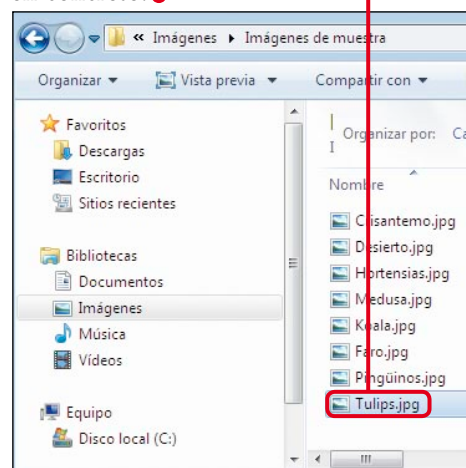 « Imágenes ▸ Imágenes de muestra
Organizar ▾ Vista previa ▾ Compartir con ▾
Favoritos
Descargas
Escritorio
Sitios recientes
Bibliotecas
Documentos
Imágenes
Música
Vídeos
Equipo
Disco local (C:)
Organizar por: Ca
Nombre
Crisantemo.jpg
Desierto.jpg
Hortensias.jpg
Medusa.jpg
Koala.jpg
Faro.jpg
Pingüinos.jpg
Tulips.jpg